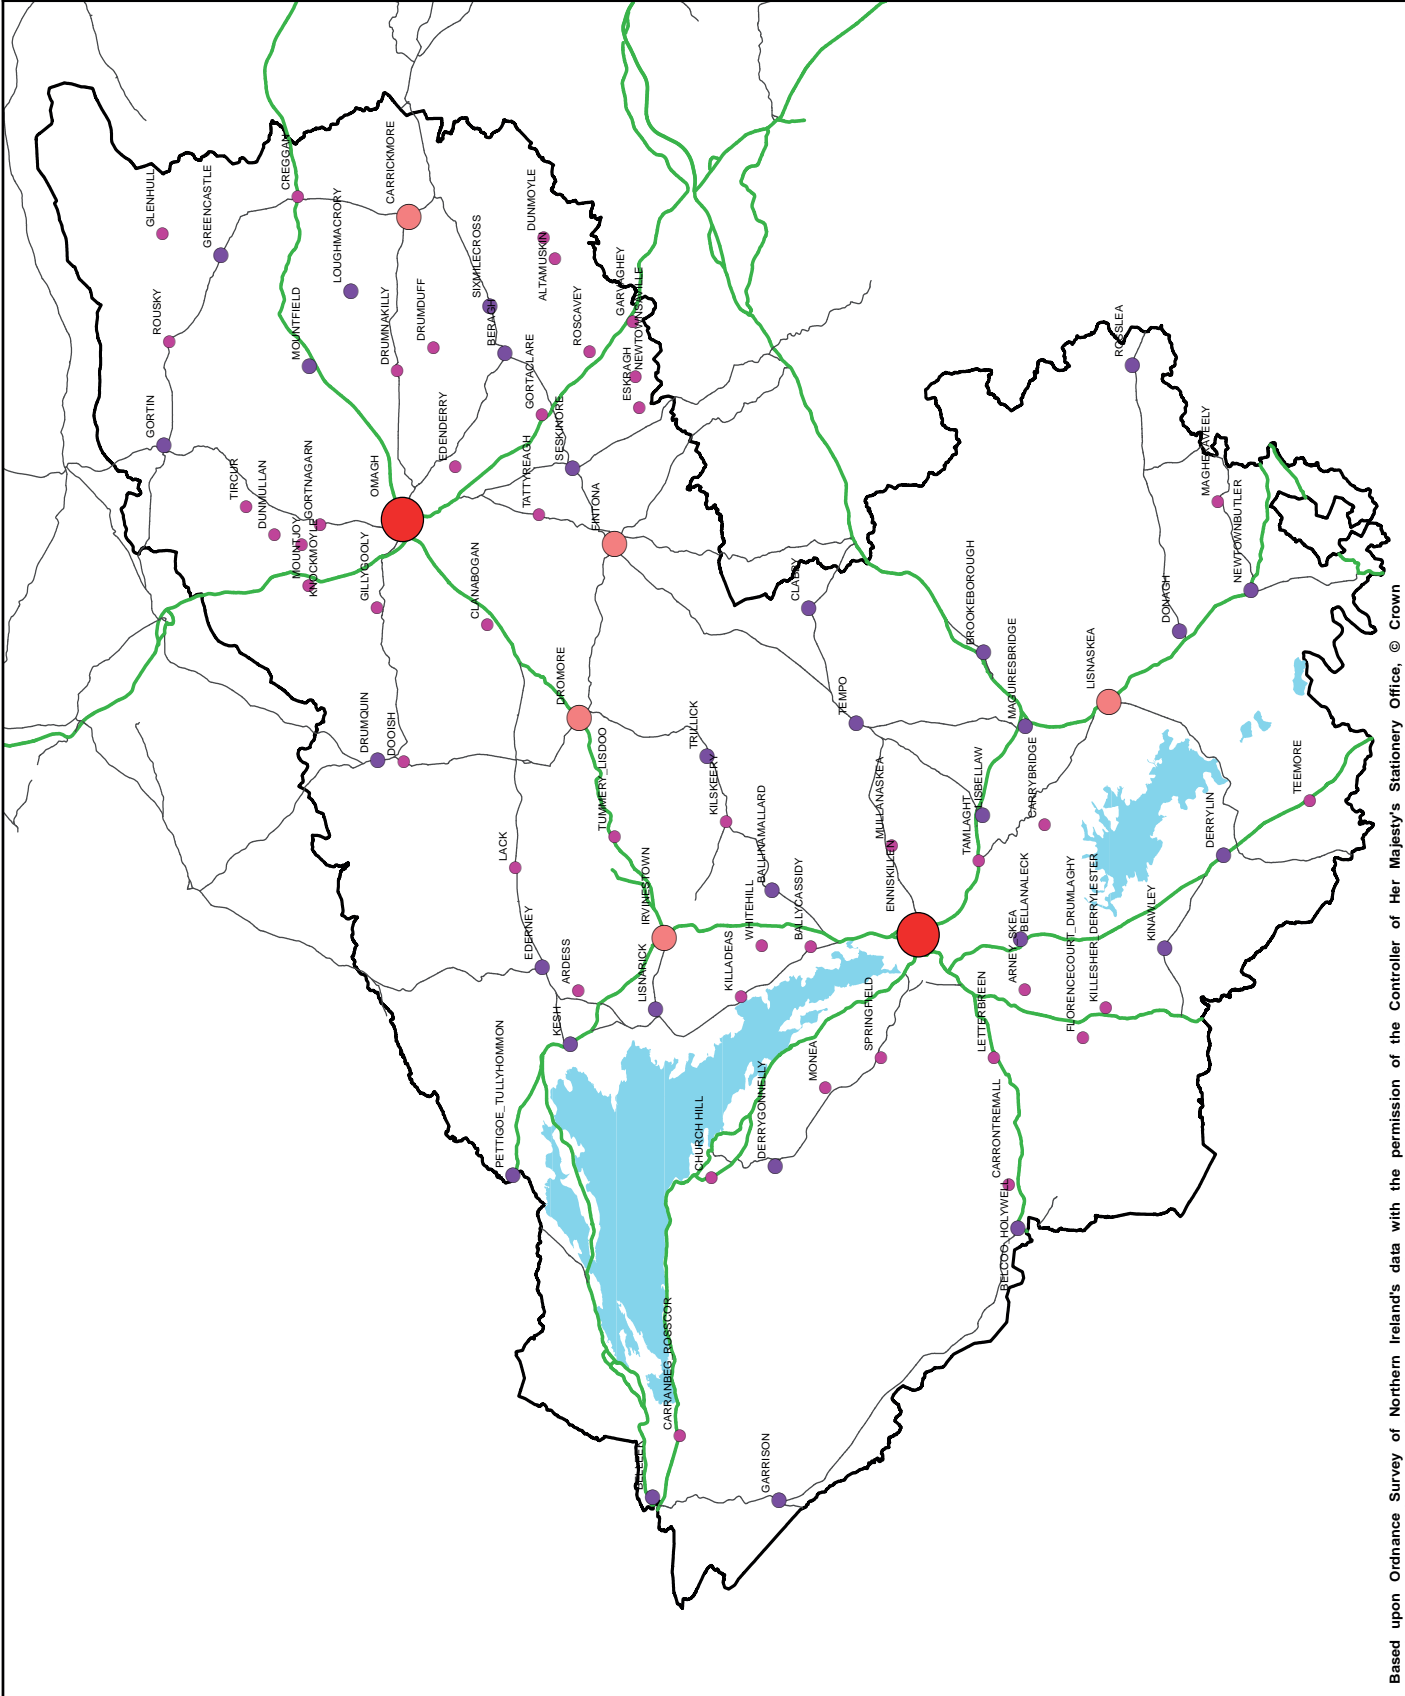 GLENHULL
GREENCASTLE
CREGGAN
CARRICKMORE
ROUSKY
LOUGHMACRORY
MOUNTFIELD
DRUMNAKILLY
DRUMDUFF
SIXMILECROSS
BERAGH
DUNMOYLE
ALTAMUSKIN
ROSCAVEY
GARVAGHEY
NEWTOWNSAVILLE
ESKRAGH
GORTACLARE
SESKINORE
GORTIN
TIRCUR
DUNMULLAN
GORTNAGARN
MOUNTJOY
KNOCKMOYLE
OMAGH
EDENDERRY
TATTYREAGH
FINTONA
GILLYGOOLY
CLANABOGAN
DROMORE
DRUMQUIN
DOOISH
TUMMERY_LISDOO
TRILLICK
KILSKEERY
LACK
EDERNEY
ARDESS
KESH
PETTIGOE_TULLYHOMMON
IRVINESTOWN
LISNARICK
KILLADEAS
WHITEHILL
BALLINAMALLARD
BALLYCASSIDY
CLABBY
TEMPO
BROOKEBOROUGH
MAGUIRESBRIDGE
LISNASKEA
DONAGH
NEWTOWNBUTLER
MAGHERAVEELY
ROSSLEA
MULLANASKEA
ENNISKILLEN
TAMLAGHT
LISBELLAW
CARRYBRIDGE
ARNEY_SKEA
BELLANALECK
FLORENCECOURT_DRUMLAGHY
KILLESHER_DERRYLESTER
KINAWLEY
DERRYLIN
TEEMORE
LETTERBREEN
SPRINGFIELD
MONEA
DERRYGONNELLY
CHURCH HILL
CARRONTREMALL
BELCOO_HOLYWELL
CARRANBEG_ROSSCOR
BELLEEK
GARRISON
Based upon Ordnance Survey of Northern Ireland's data with the permission of the Controller of Her Majesty's Stationery Office, © Crown